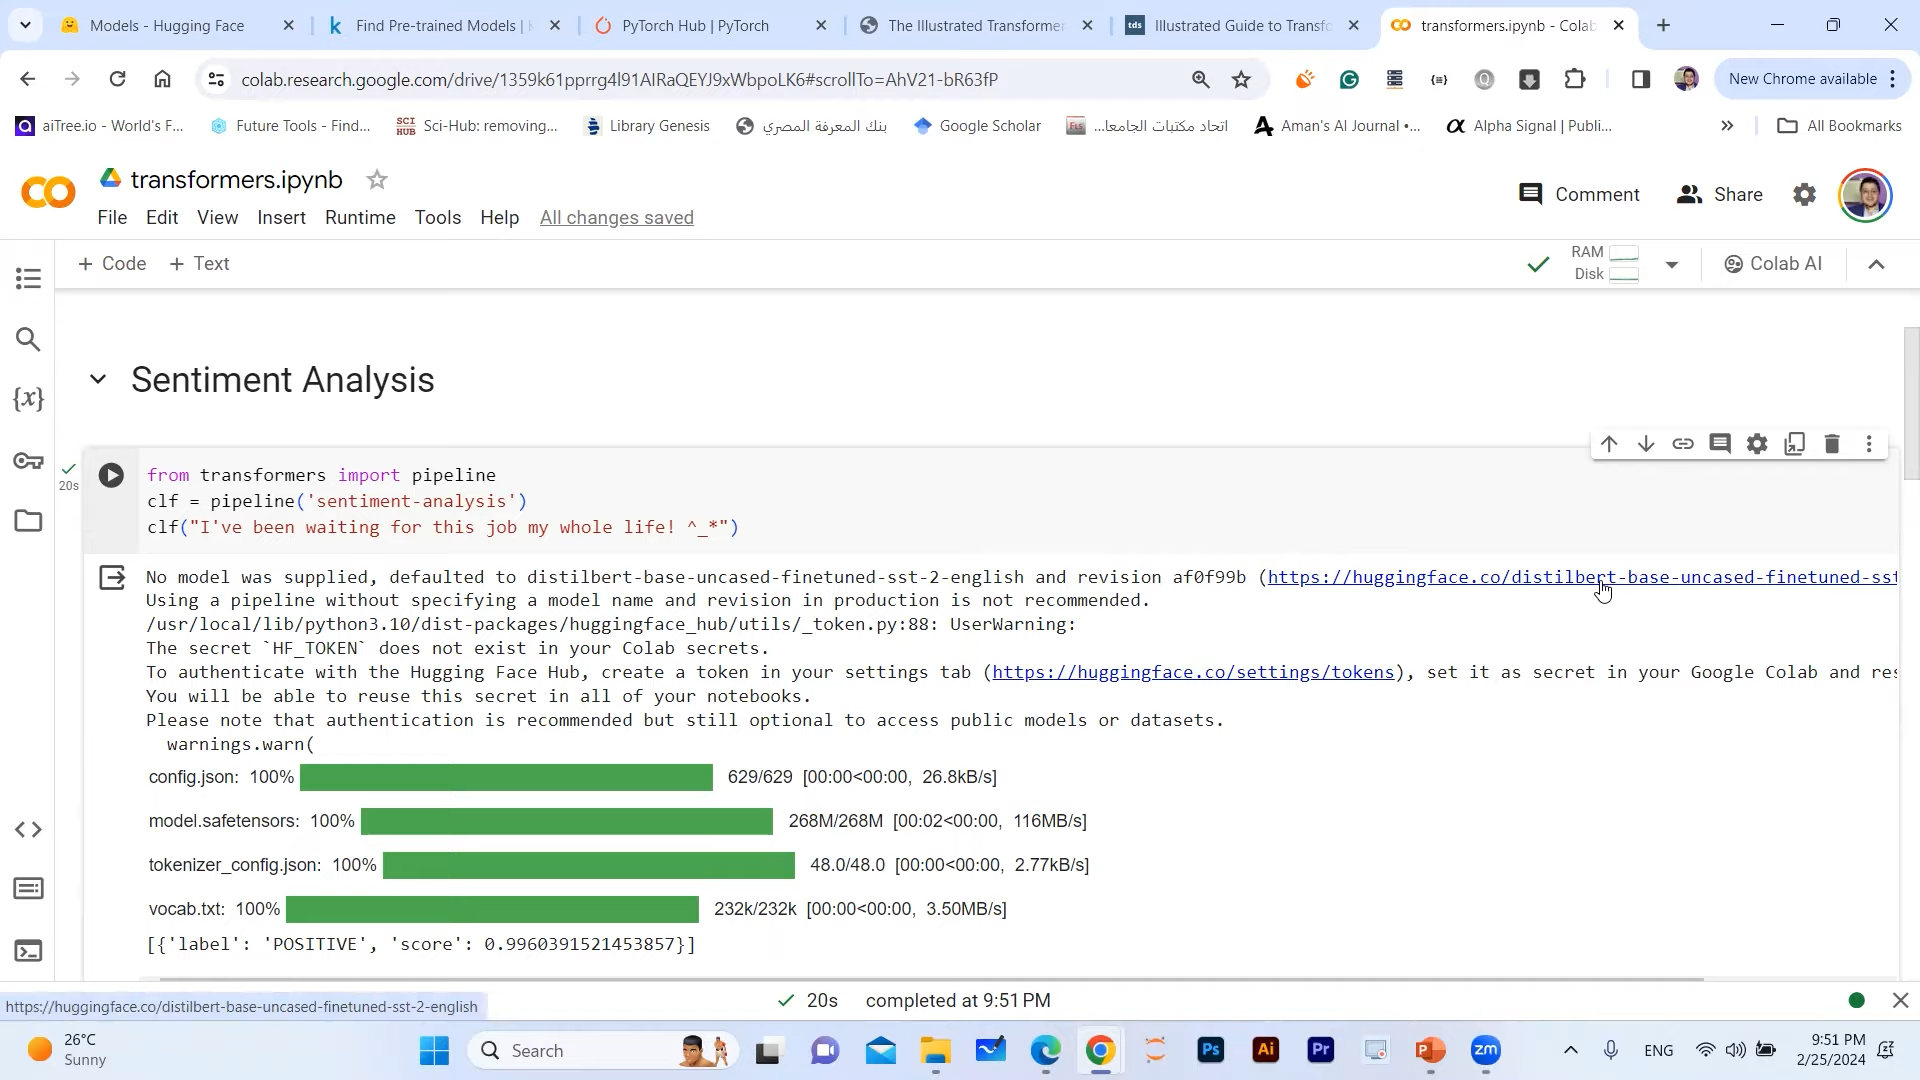 Models - Hugging Face
Find Pre-trained Models |
PyTorch Hub | PyTorch
The Illustrated Transformer
Illustrated Guide to Transfo
transformers.ipynb - Colab
colab.research.google.com/drive/1359k61pprrg4l91AIRaQEYJ9xWbpoLK6#scrollTo=AhV21-bR63fP
New Chrome available
aiTree.io - World's F...
Future Tools - Find...
SCI HUB
Sci-Hub: removing...
Library Genesis
بنك المعرفة المصري
Google Scholar
اتحاد مكتبات الجامعا...
Aman's AI Journal •...
Alpha Signal | Publi...
All Bookmarks
transformers.ipynb
Comment
Share
File Edit View Insert Runtime Tools Help All changes saved
+ Code + Text
RAM
Disk
Colab AI
Sentiment Analysis
20s
from transformers import pipeline
clf = pipeline('sentiment-analysis')
clf("I've been waiting for this job my whole life! ^_*")
No model was supplied, defaulted to distilbert-base-uncased-finetuned-sst-2-english and revision af0f99b (https://huggingface.co/distilbert-base-uncased-finetuned-sst
Using a pipeline without specifying a model name and revision in production is not recommended.
/usr/local/lib/python3.10/dist-packages/huggingface_hub/utils/_token.py:88: UserWarning:
The secret `HF_TOKEN` does not exist in your Colab secrets.
To authenticate with the Hugging Face Hub, create a token in your settings tab (https://huggingface.co/settings/tokens), set it as secret in your Google Colab and res
You will be able to reuse this secret in all of your notebooks.
Please note that authentication is recommended but still optional to access public models or datasets.
warnings.warn(
config.json: 100% 629/629 [00:00<00:00, 26.8kB/s]
model.safetensors: 100% 268M/268M [00:02<00:00, 116MB/s]
tokenizer_config.json: 100% 48.0/48.0 [00:00<00:00, 2.77kB/s]
vocab.txt: 100% 232k/232k [00:00<00:00, 3.50MB/s]
[{'label': 'POSITIVE', 'score': 0.9960391521453857}]
https://huggingface.co/distilbert-base-uncased-finetuned-sst-2-english
20s completed at 9:51 PM
26°C
Sunny
Search
Ps
Ai
Pr
zm
ENG
9:51 PM
2/25/2024